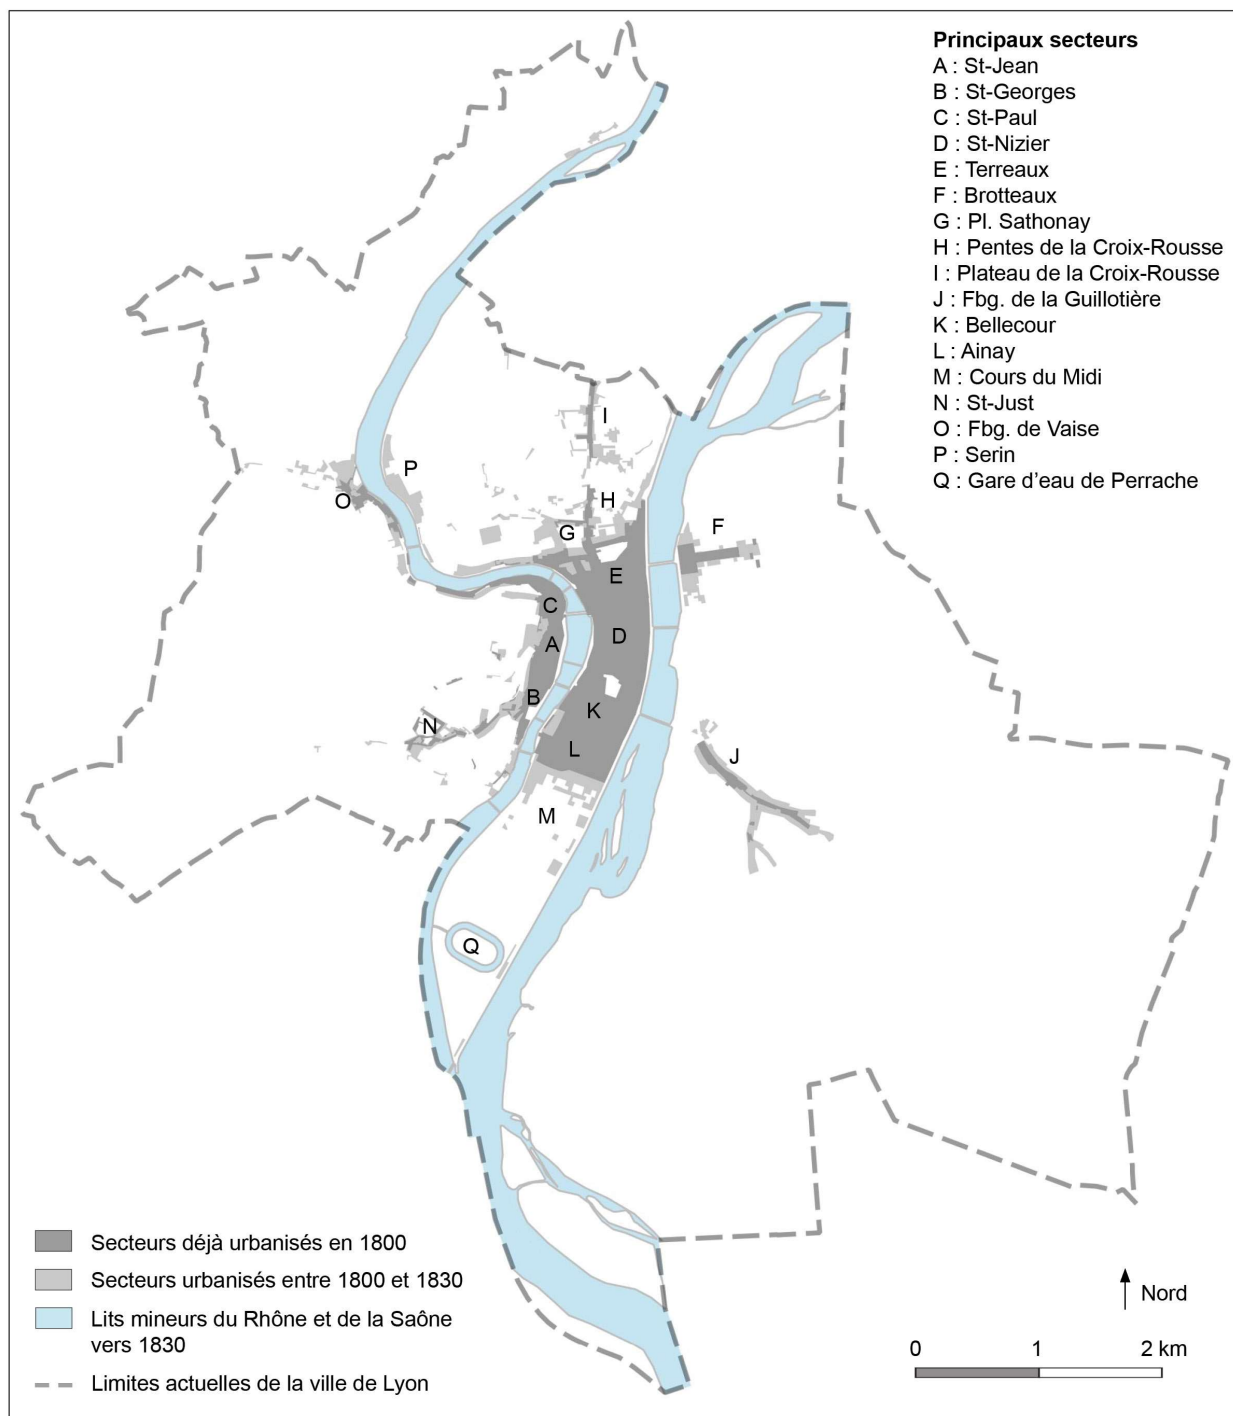 Principaux secteurs
A : St-Jean
B : St-Georges
C : St-Paul
D : St-Nizier
E : Terreaux
F : Brotteaux
G : Pl. Sathonay
H : Pentes de la Croix-Rousse
I : Plateau de la Croix-Rousse
J : Fbg. de la Guillotière
K : Bellecour
L : Ainay
M : Cours du Midi
N : St-Just
O : Fbg. de Vaise
P : Serin
Q : Gare d'eau de Perrache
I
P
O
H
G
F
E
C
D
A
B
K
N
L
J
M
Q
Secteurs déjà urbanisés en 1800
Secteurs urbanisés entre 1800 et 1830
Lits mineurs du Rhône et de la Saône
vers 1830
Limites actuelles de la ville de Lyon
Nord
0 1 2 km